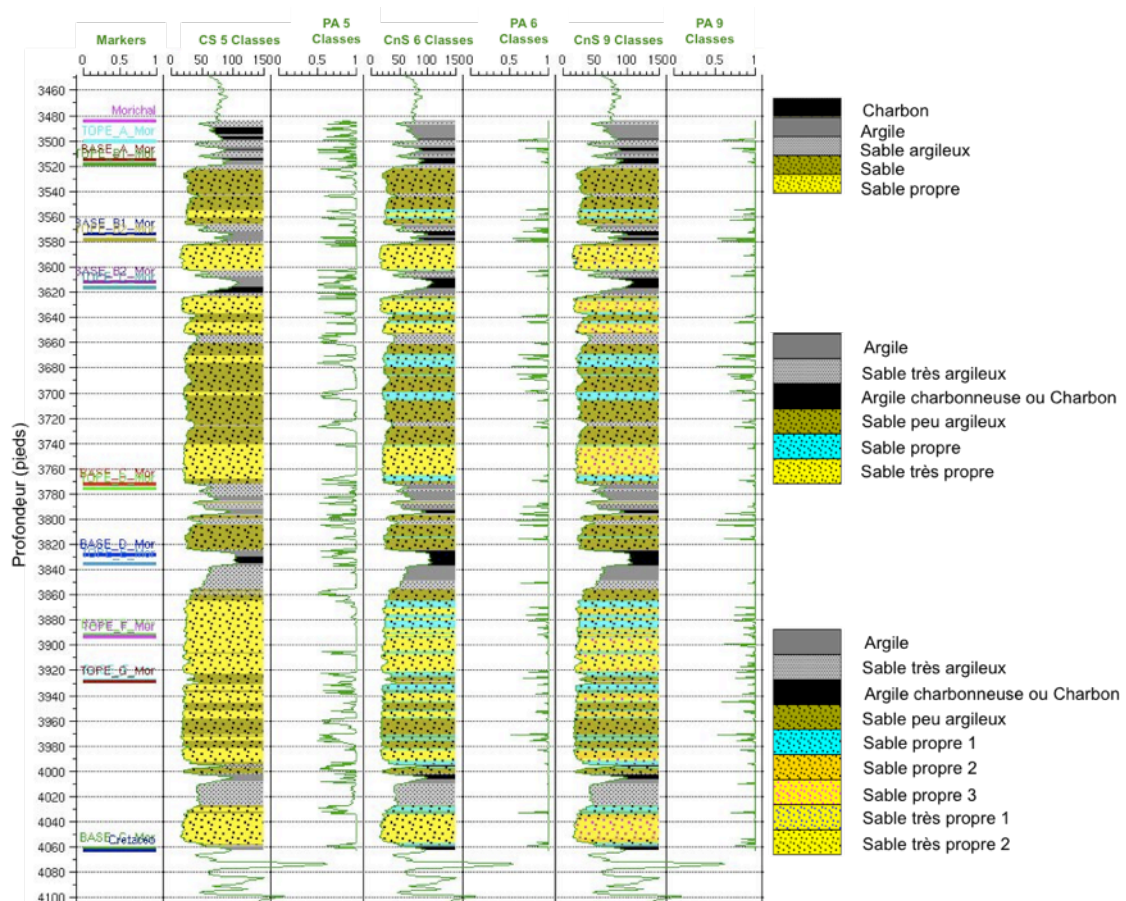 PA 5 PA 6 PA 9
Markers CS 5 Classes Classes CnS 6 Classes Classes CnS 9 Classes Classes
0 0.5 1 0 50 100 1500 0.5 1 0 50 100 1500 0.5 1 0 50 100 1500 0.5 1
Profondeur (pieds)
3460
3480
3500
3520
3540
3560
3580
3600
3620
3640
3660
3680
3700
3720
3740
3760
3780
3800
3820
3840
3860
3880
3900
3920
3940
3960
3980
4000
4020
4040
4060
4080
4100
Morichal
TOPE_A_Mor
BASE_A_Mor
BASE_B1_Mor
BASE_B2_Mor
BASE_C_Mor
BASE_D_Mor
TOPE_F_Mor
TOPE_G_Mor
BASE_G_Mor
Cretaceo
Charbon
Argile
Sable argileux
Sable
Sable propre
Argile
Sable très argileux
Argile charbonneuse ou Charbon
Sable peu argileux
Sable propre
Sable très propre
Argile
Sable très argileux
Argile charbonneuse ou Charbon
Sable peu argileux
Sable propre 1
Sable propre 2
Sable propre 3
Sable très propre 1
Sable très propre 2